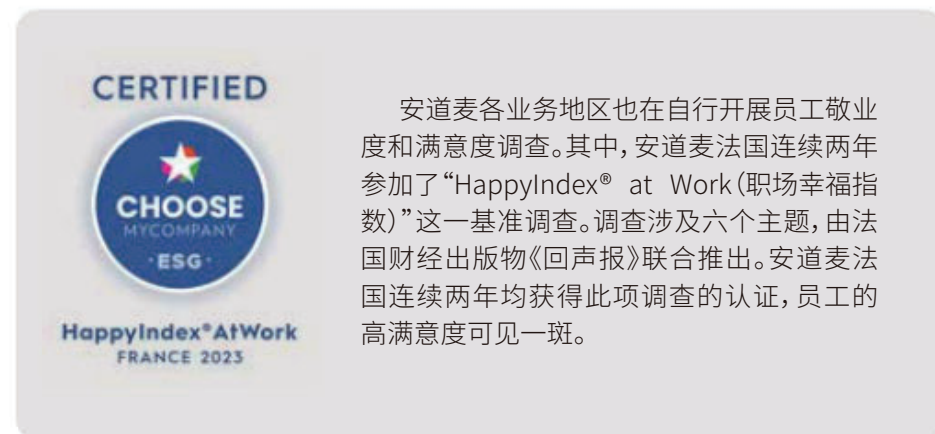 CERTIFIED
CHOOSE
MYCOMPANY
·ESG·
HappyIndex®AtWork
FRANCE 2023
安道麦各业务地区也在自行开展员工敬业
度和满意度调查。其中，安道麦法国连续两年
参加了“HappyIndex® at Work（职场幸福指
数）”这一基准调查。调查涉及六个主题，由法
国财经出版物《回声报》联合推出。安道麦法
国连续两年均获得此项调查的认证，员工的
高满意度可见一斑。